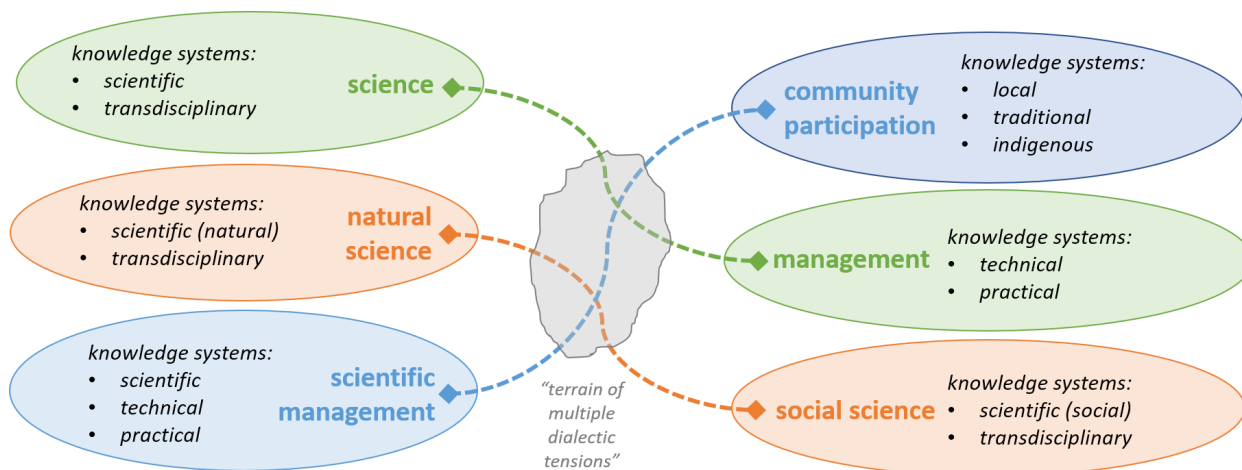 knowledge systems:
• scientific
• transdisciplinary
science
knowledge systems:
• local
• traditional
• indigenous
community
participation
knowledge systems:
• scientific (natural)
• transdisciplinary
natural
science
management
knowledge systems:
• technical
• practical
knowledge systems:
• scientific
• technical
• practical
scientific
management
“terrain of
multiple
dialectic
tensions”
social science
knowledge systems:
• scientific (social)
• transdisciplinary